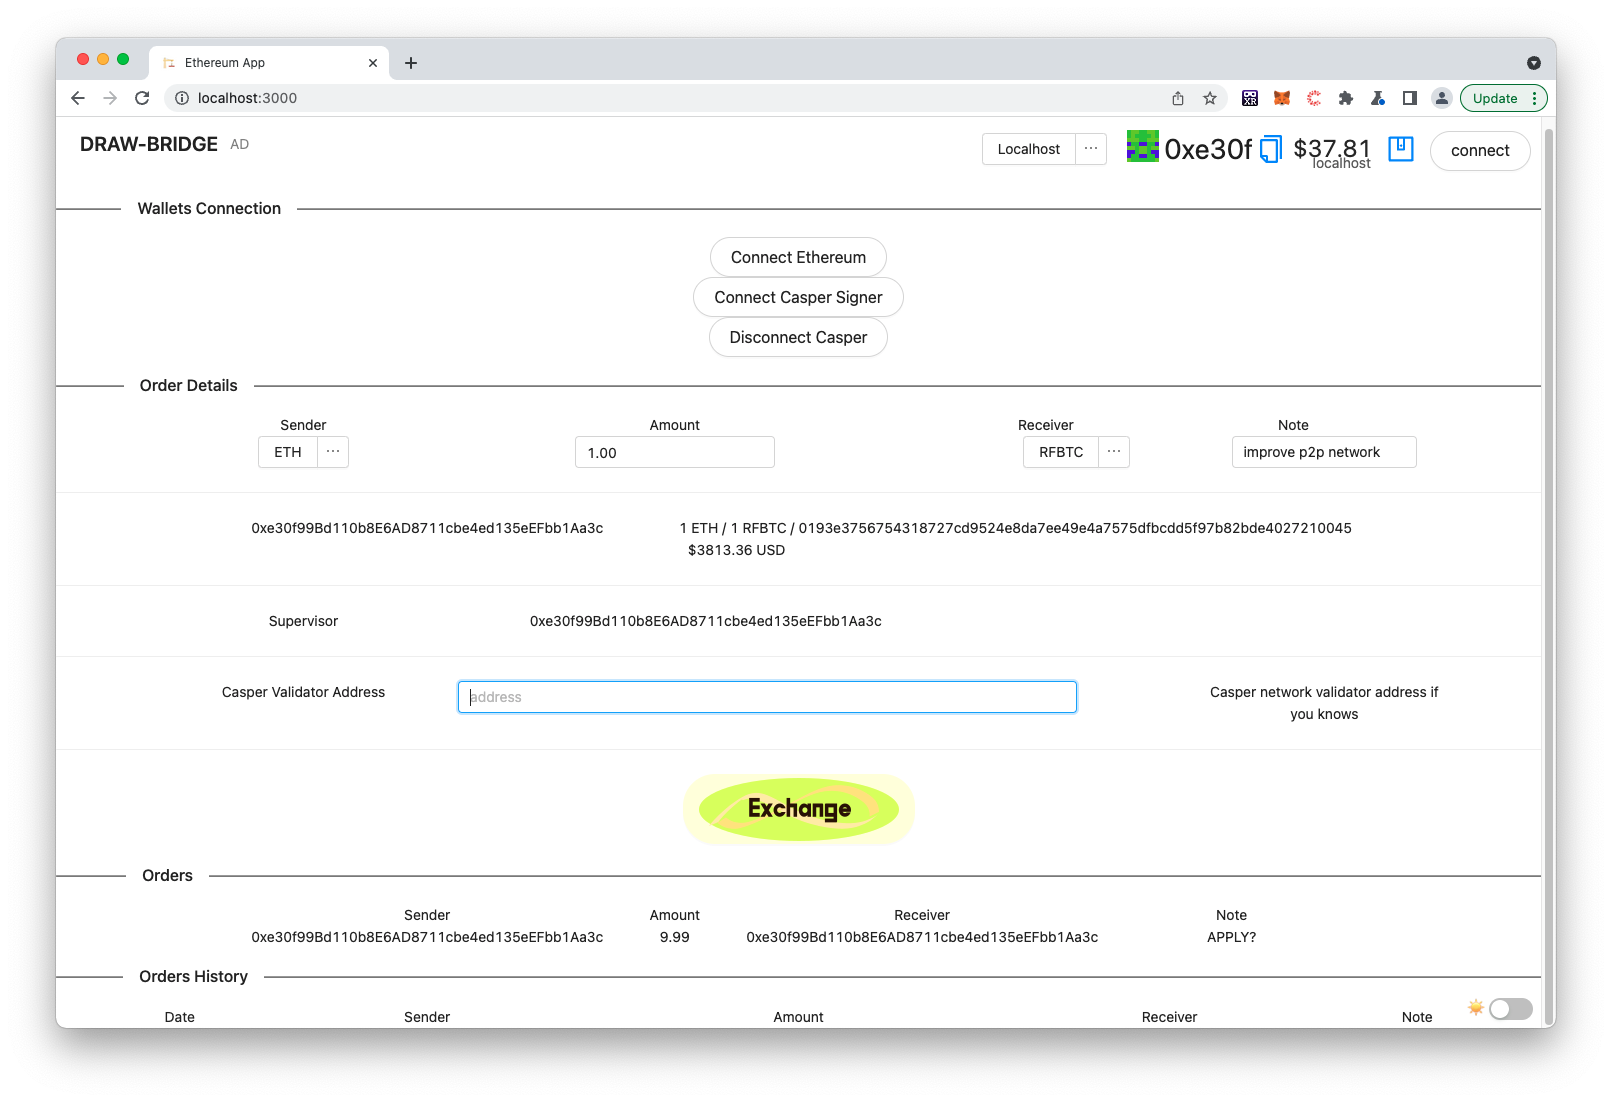 Ethereum App
localhost:3000
Update
DRAW-BRIDGE AD
Localhost
0xe30f
$37.81
localhost
connect
Wallets Connection
Connect Ethereum
Connect Casper Signer
Disconnect Casper
Order Details
Sender Amount Receiver Note
ETH 1.00 RFBTC improve p2p network
0xe30f99Bd110b8E6AD8711cbe4ed135eEFbb1Aa3c 1 ETH / 1 RFBTC / 0193e3756754318727cd9524e8da7ee49e4a7575dfbcdd5f97b82bde4027210045
$3813.36 USD
Supervisor 0xe30f99Bd110b8E6AD8711cbe4ed135eEFbb1Aa3c
Casper Validator Address address Casper network validator address if
you knows
Exchange
Orders
Sender Amount Receiver Note
0xe30f99Bd110b8E6AD8711cbe4ed135eEFbb1Aa3c 9.99 0xe30f99Bd110b8E6AD8711cbe4ed135eEFbb1Aa3c APPLY?
Orders History
Date Sender Amount Receiver Note